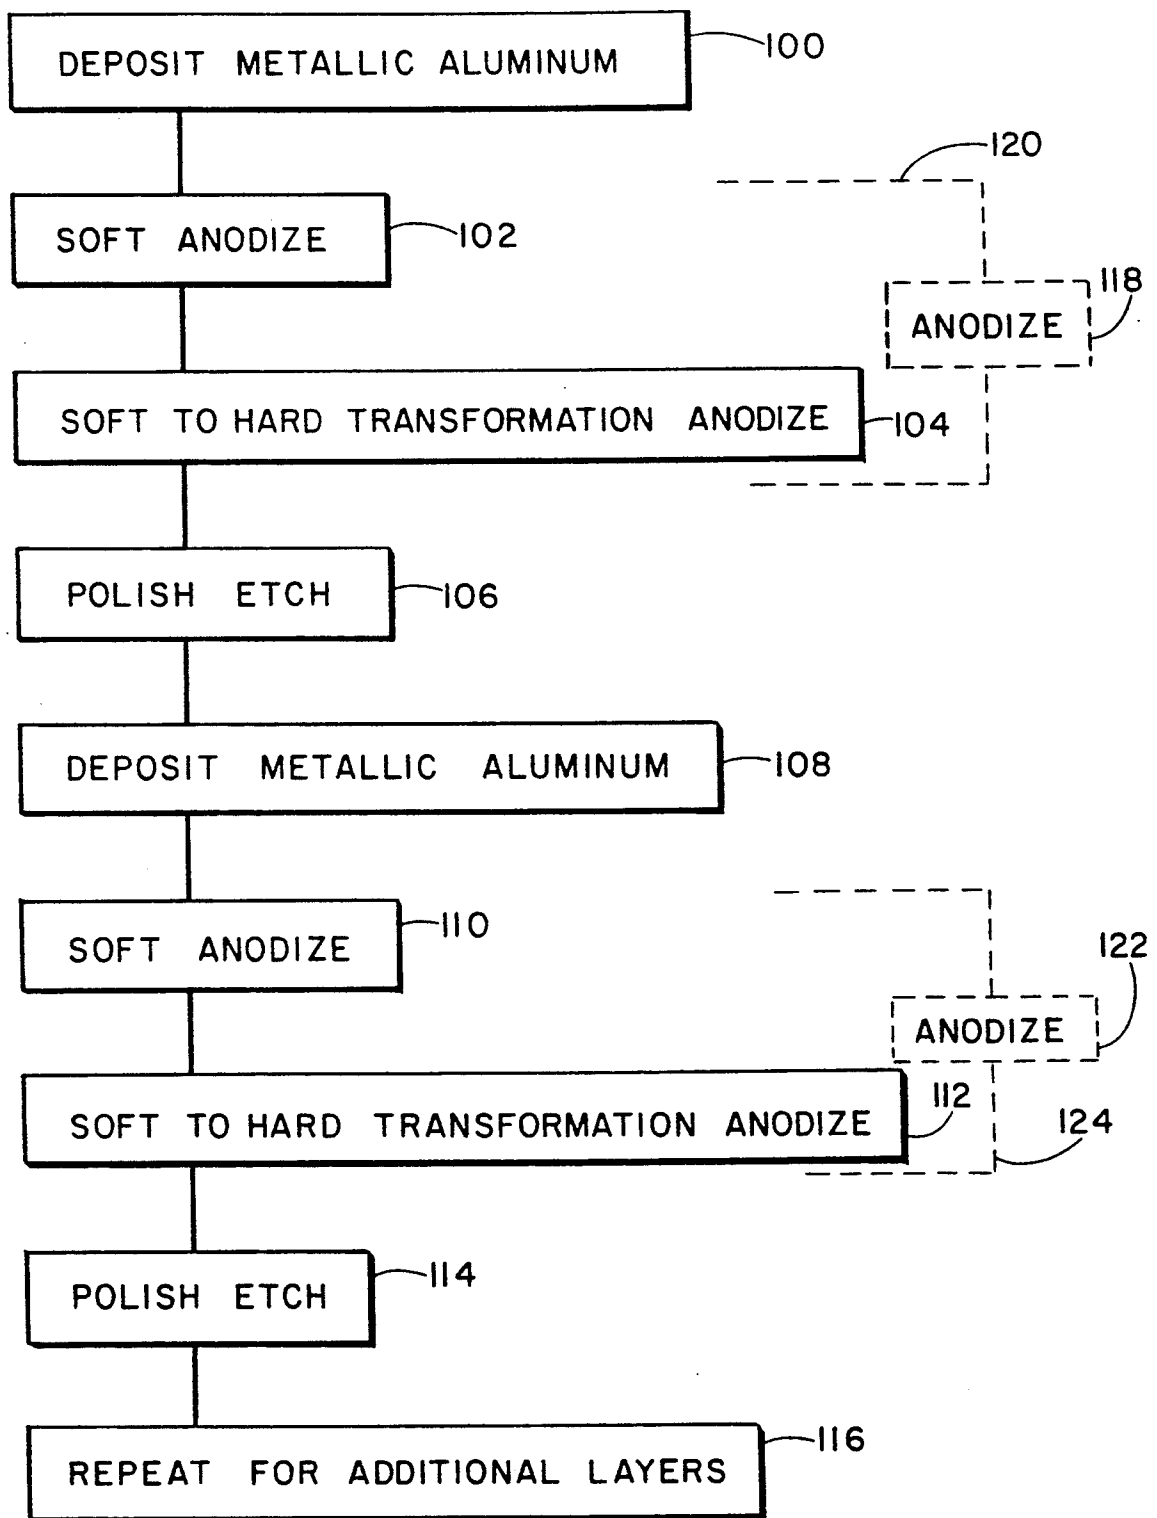 DEPOSIT METALLIC ALUMINUM
100
120
SOFT ANODIZE
102
118
ANODIZE
SOFT TO HARD TRANSFORMATION ANODIZE
104
POLISH ETCH
106
DEPOSIT METALLIC ALUMINUM
108
SOFT ANODIZE
110
122
ANODIZE
SOFT TO HARD TRANSFORMATION ANODIZE
112
124
POLISH ETCH
114
REPEAT FOR ADDITIONAL LAYERS
116